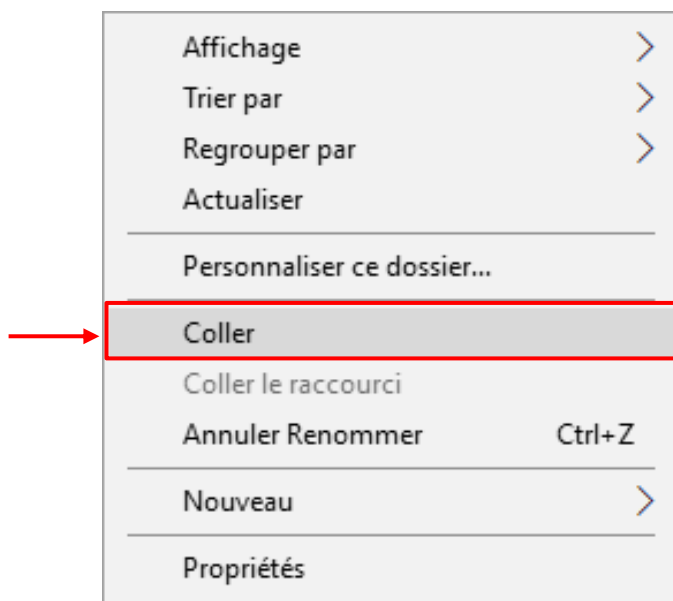 Affichage
Trier par
Regrouper par
Actualiser
Personnaliser ce dossier...
Coller
Coller le raccourci
Annuler Renommer Ctrl+Z
Nouveau
Propriétés